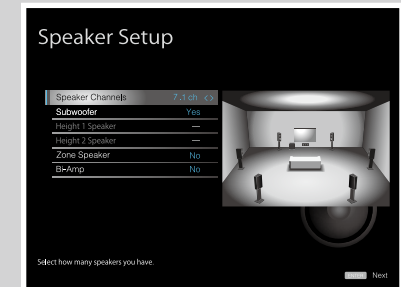 Speaker Setup
Speaker Channels 7.1 ch <>
Subwoofer Yes
Height 1 Speaker —
Height 2 Speaker —
Zone Speaker No
Bi-Amp No
Select how many speakers you have.
ENTER Next